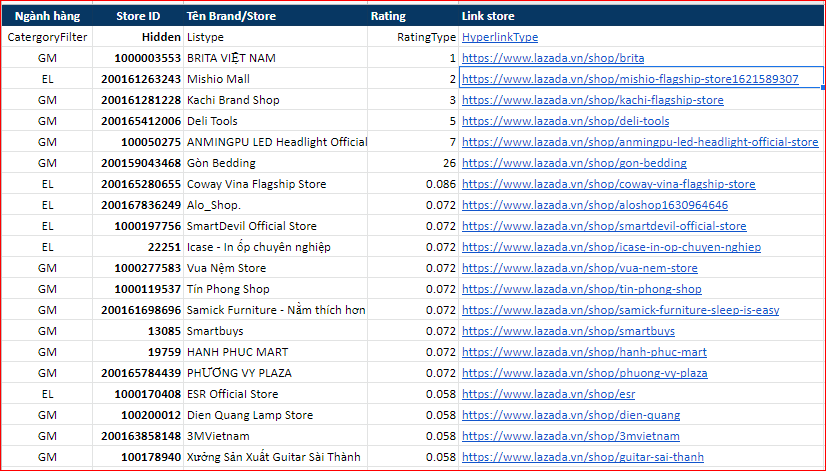 Ngành hàng Store ID Tên Brand/Store Rating Link store
CatergoryFilter Hidden Listype RatingType HyperlinkType
GM 1000003553 BRITA VIỆT NAM 1 https://www.lazada.vn/shop/brita
EL 200161263243 Mishio Mall 2 https://www.lazada.vn/shop/mishio-flagship-store1621589307
GM 200161281228 Kachi Brand Shop 3 https://www.lazada.vn/shop/kachi-flagship-store
GM 200165412006 Deli Tools 5 https://www.lazada.vn/shop/deli-tools
GM 100050275 ANMINGPU LED Headlight Official 7 https://www.lazada.vn/shop/anmingpu-led-headlight-official-store
GM 200159043468 Gòn Bedding 26 https://www.lazada.vn/shop/gon-bedding
EL 200165280655 Coway Vina Flagship Store 0.086 https://www.lazada.vn/shop/coway-vina-flagship-store
EL 200167836249 Alo_Shop. 0.072 https://www.lazada.vn/shop/aloshop1630964646
EL 1000197756 SmartDevil Official Store 0.072 https://www.lazada.vn/shop/smartdevil-official-store
EL 22251 Icase - In ốp chuyên nghiệp 0.072 https://www.lazada.vn/shop/icase-in-op-chuyen-nghiep
GM 1000277583 Vua Nệm Store 0.072 https://www.lazada.vn/shop/vua-nem-store
GM 1000119537 Tín Phong Shop 0.072 https://www.lazada.vn/shop/tin-phong-shop
GM 200161698696 Samick Furniture - Nằm thích hơn 0.072 https://www.lazada.vn/shop/samick-furniture-sleep-is-easy
GM 13085 Smartbuys 0.072 https://www.lazada.vn/shop/smartbuys
GM 19759 HANH PHUC MART 0.072 https://www.lazada.vn/shop/hanh-phuc-mart
GM 200165784439 PHƯƠNG VY PLAZA 0.072 https://www.lazada.vn/shop/phuong-vy-plaza
EL 1000170408 ESR Official Store 0.058 https://www.lazada.vn/shop/esr
GM 100200012 Dien Quang Lamp Store 0.058 https://www.lazada.vn/shop/dien-quang
GM 200163858148 3MVietnam 0.058 https://www.lazada.vn/shop/3mvietnam
GM 100178940 Xưởng Sản Xuất Guitar Sài Thành 0.058 https://www.lazada.vn/shop/guitar-sai-thanh